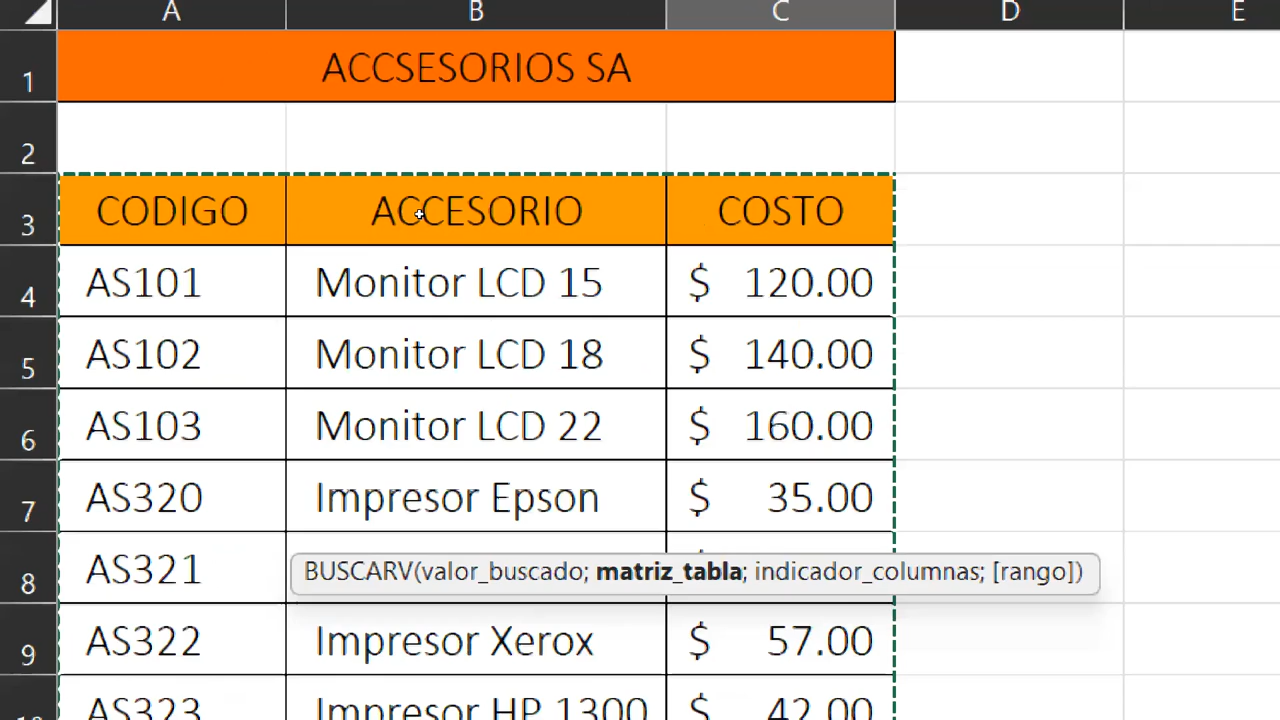 A B C D E
1 ACCSESORIOS SA
2
3 CODIGO ACCESORIO COSTO
4 AS101 Monitor LCD 15 $ 120.00
5 AS102 Monitor LCD 18 $ 140.00
6 AS103 Monitor LCD 22 $ 160.00
7 AS320 Impresor Epson $ 35.00
8 AS321
BUSCARV(valor_buscado; matriz_tabla; indicador_columnas; [rango])
9 AS322 Impresor Xerox $ 57.00
10 AS323 Impresor HP 1300 $ 42.00